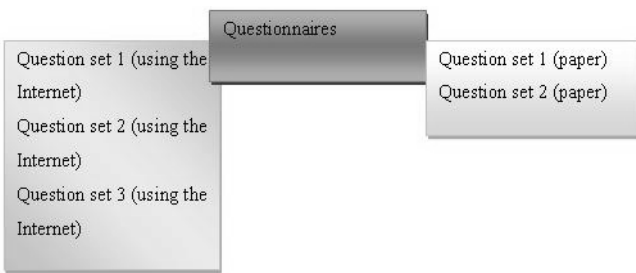 Questionnaires
Question set 1 (using the
Internet)
Question set 2 (using the
Internet)
Question set 3 (using the
Internet)
Question set 1 (paper)
Question set 2 (paper)